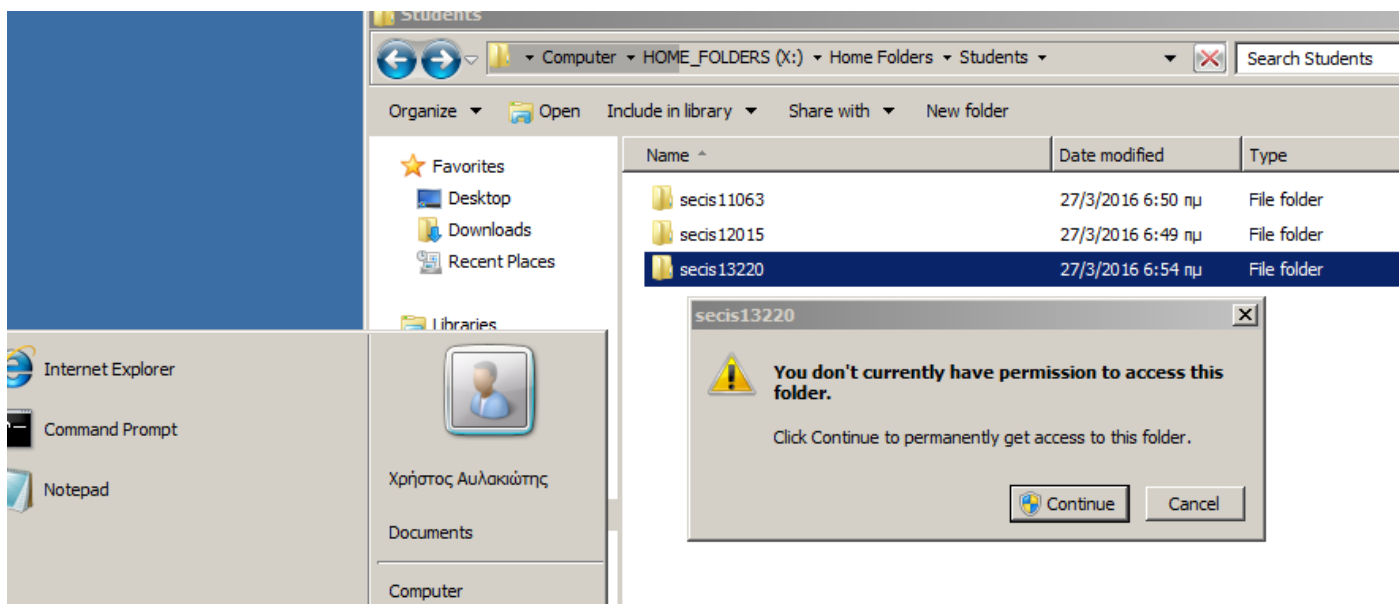 Students
Computer HOME_FOLDERS (X:) Home Folders Students Search Students
Organize Open Include in library Share with New folder
Name Date modified Type
Favorites
Desktop
Downloads
Recent Places
Libraries
secis11063 27/3/2016 6:50 πμ File folder
secis12015 27/3/2016 6:49 πμ File folder
secis13220 27/3/2016 6:54 πμ File folder
secis13220
You don't currently have permission to access this
folder.
Click Continue to permanently get access to this folder.
Continue Cancel
Internet Explorer
Command Prompt
Notepad
Χρήστος Αυλακιώτης
Documents
Computer